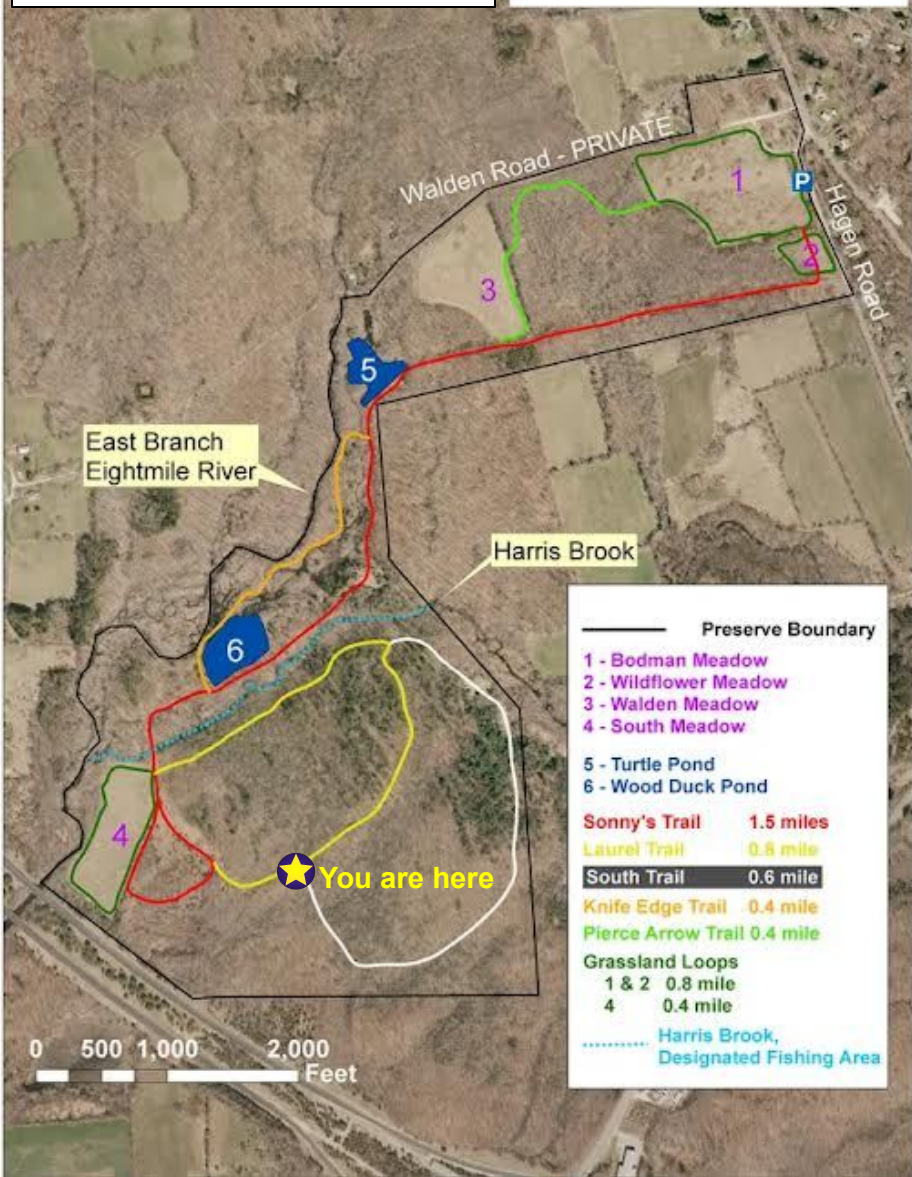 Walden Road - PRIVATE
1
P
Hagen Road
2
3
5
East Branch
Eightmile River
Harris Brook
6
4
You are here
Preserve Boundary
1 - Bodman Meadow
2 - Wildflower Meadow
3 - Walden Meadow
4 - South Meadow
5 - Turtle Pond
6 - Wood Duck Pond
Sonny's Trail 1.5 miles
Laurel Trail 0.8 mile
South Trail 0.6 mile
Knife Edge Trail 0.4 mile
Pierce Arrow Trail 0.4 mile
Grassland Loops
1 & 2 0.8 mile
4 0.4 mile
Harris Brook,
Designated Fishing Area
0 500 1,000 2,000
Feet